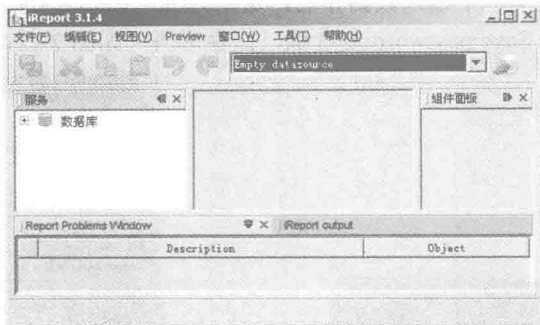 iReport 3.1.4
文件(F) 编辑(E) 视图(V) Preview 窗口(W) 工具(T) 帮助(H)
Empty datasource
服务
组件面板
数据库
Report Problems Window
iReport output
Description Object